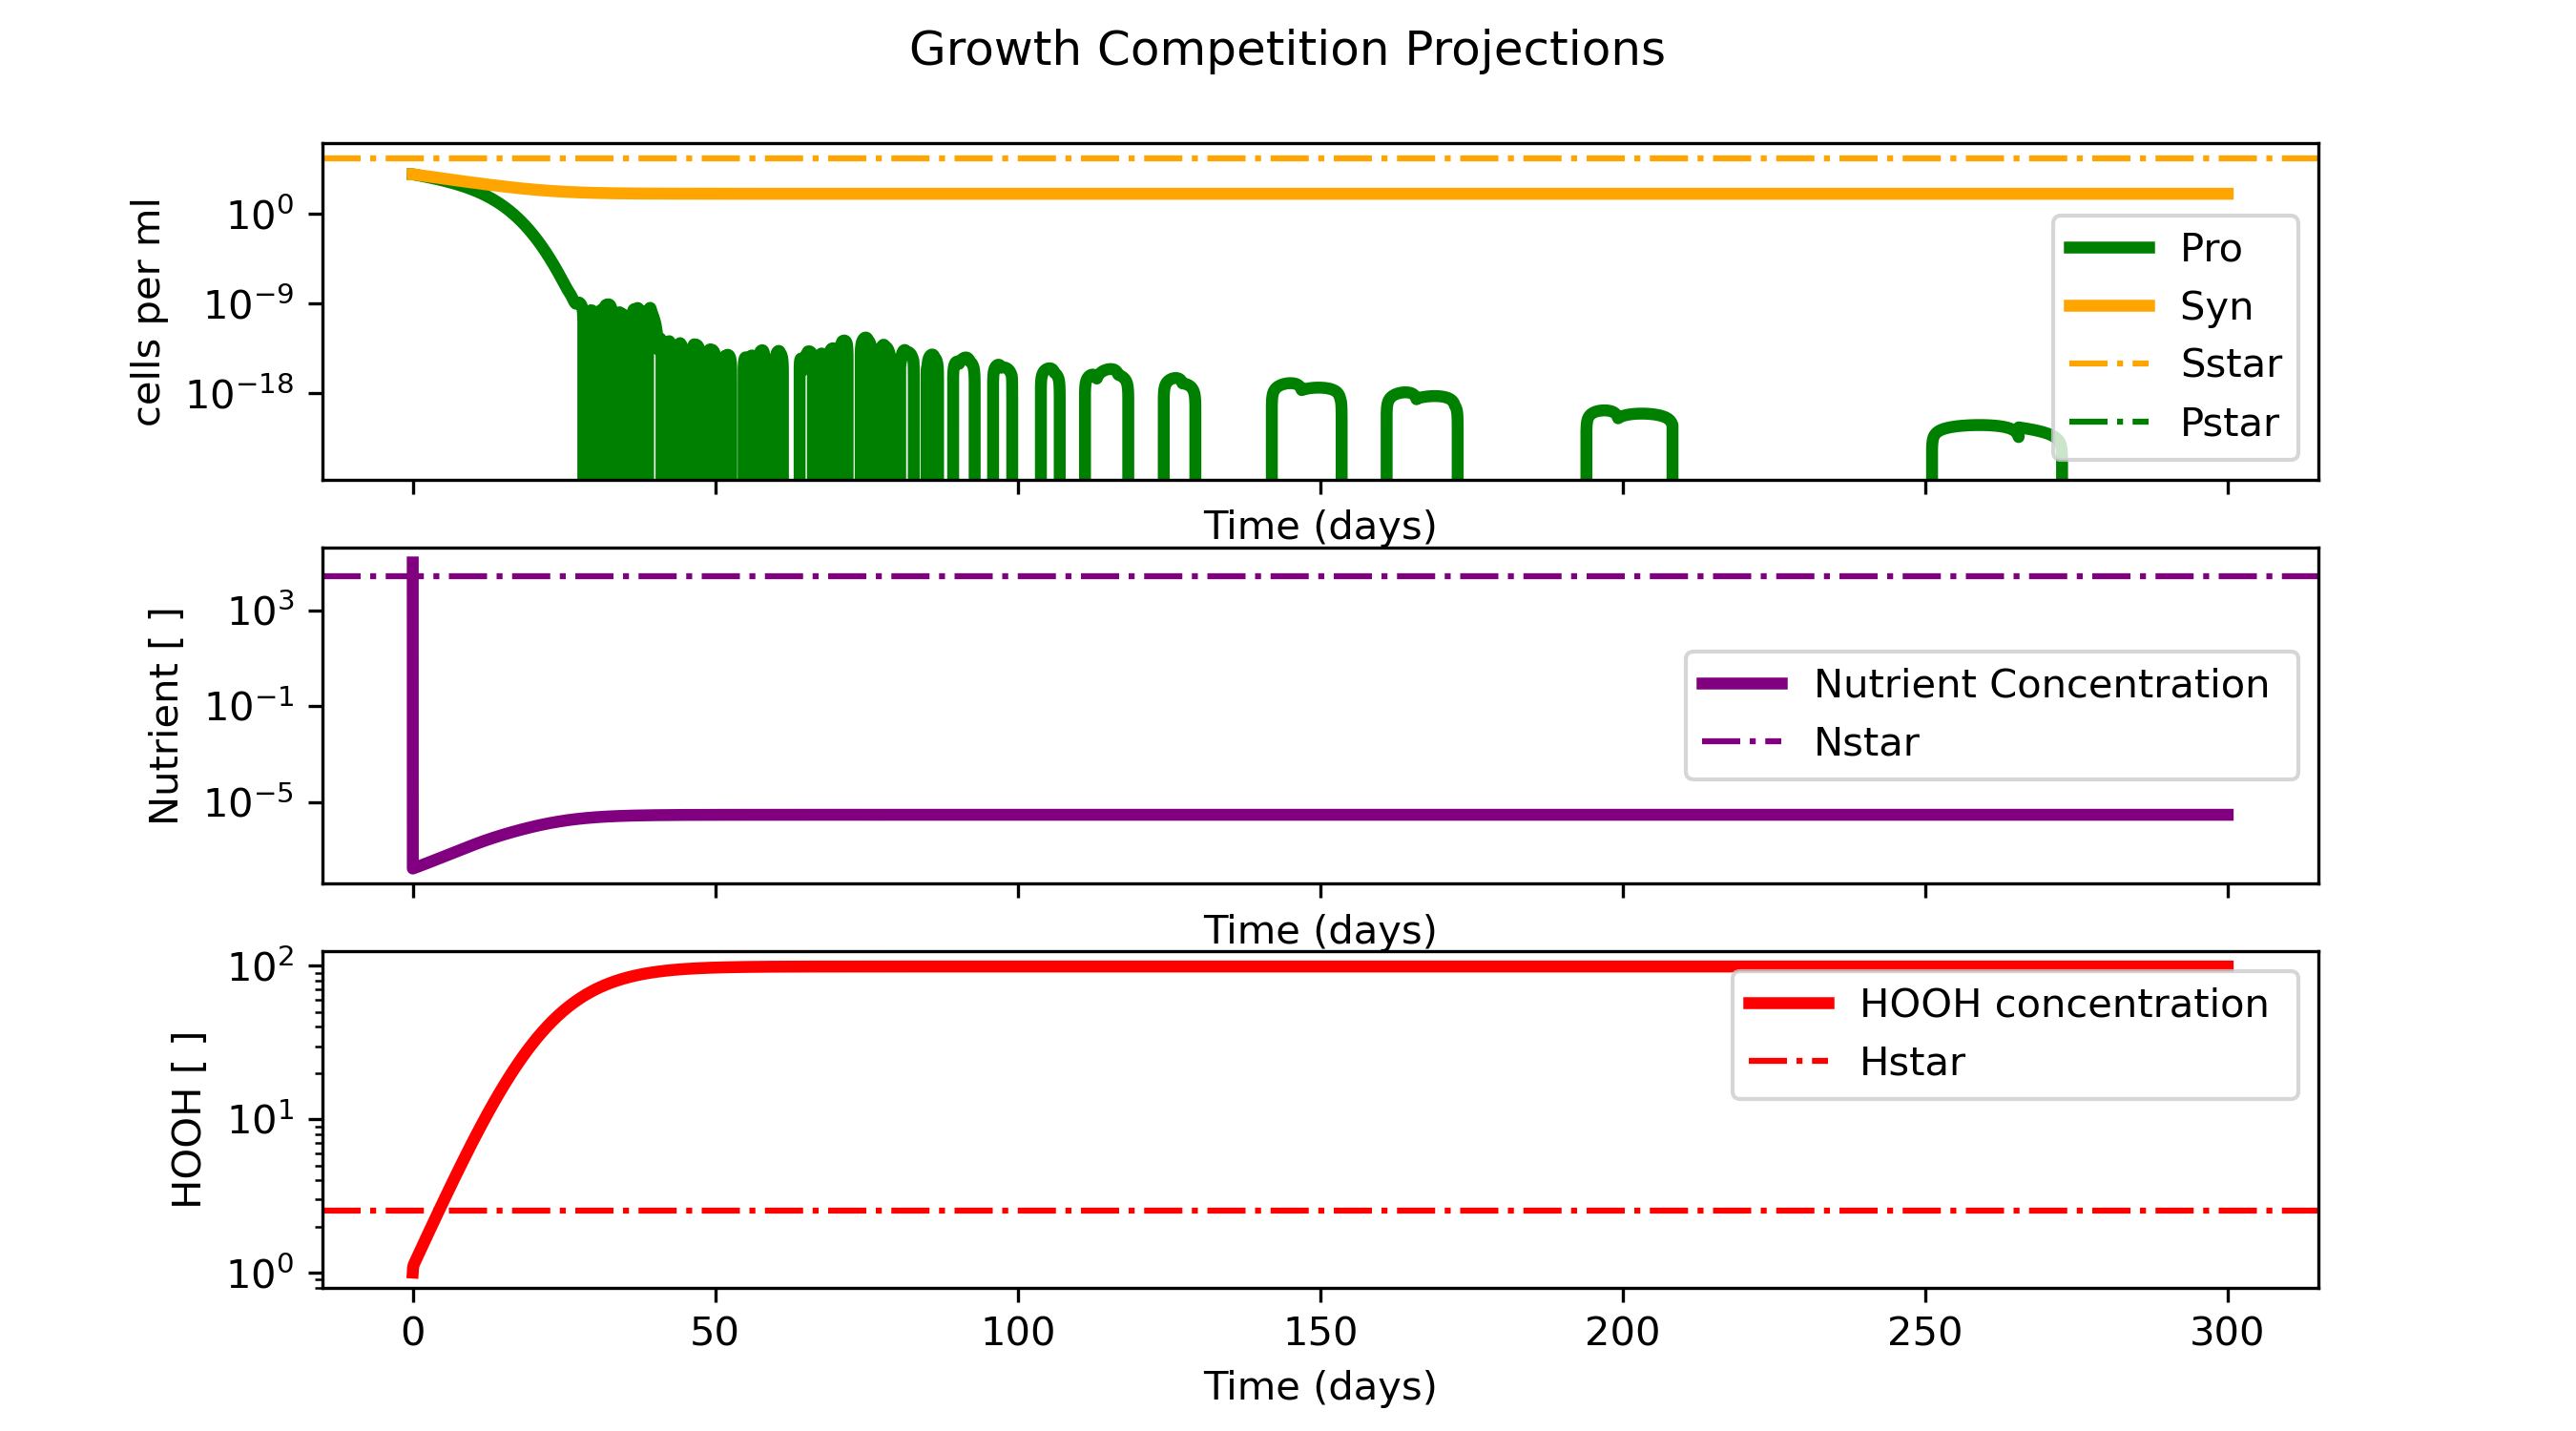 Growth Competition Projections
cells per ml
10^0
10^-9
10^-18
Pro
Syn
Sstar
Pstar
Time (days)
Nutrient [ ]
10^3
10^-1
10^-5
Nutrient Concentration
Nstar
Time (days)
HOOH [ ]
10^2
10^1
10^0
HOOH concentration
Hstar
0 50 100 150 200 250 300
Time (days)